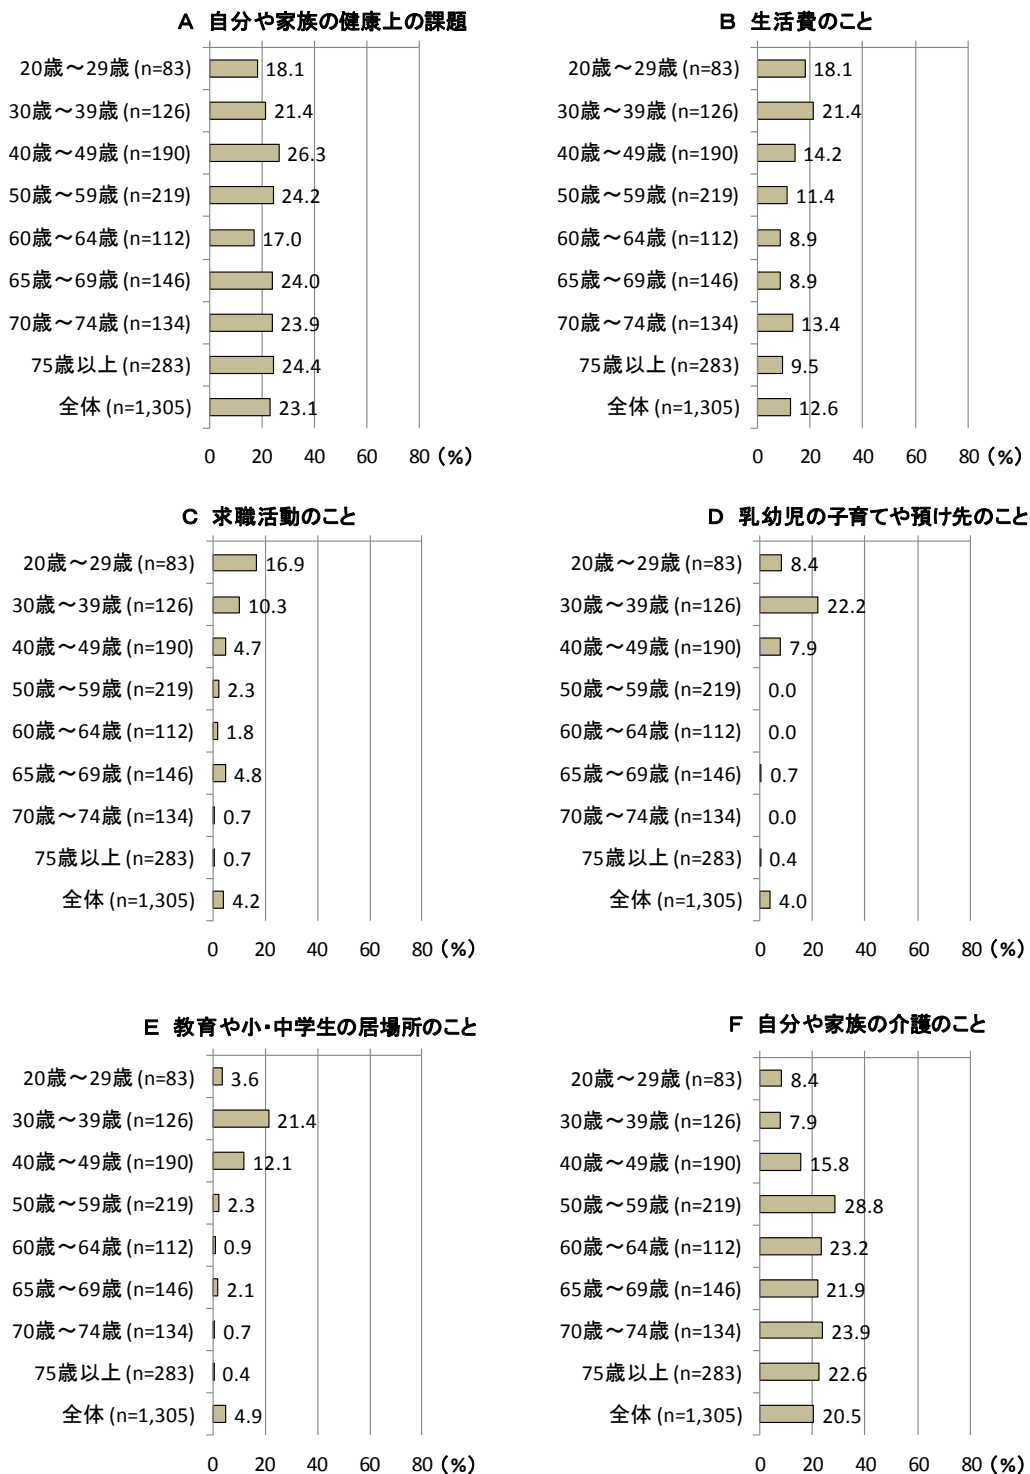 A 自分や家族の健康上の課題
20歳～29歳 (n=83) 18.1
30歳～39歳 (n=126) 21.4
40歳～49歳 (n=190) 26.3
50歳～59歳 (n=219) 24.2
60歳～64歳 (n=112) 17.0
65歳～69歳 (n=146) 24.0
70歳～74歳 (n=134) 23.9
75歳以上 (n=283) 24.4
全体 (n=1,305) 23.1
0 20 40 60 80 (%)
B 生活費のこと
20歳～29歳 (n=83) 18.1
30歳～39歳 (n=126) 21.4
40歳～49歳 (n=190) 14.2
50歳～59歳 (n=219) 11.4
60歳～64歳 (n=112) 8.9
65歳～69歳 (n=146) 8.9
70歳～74歳 (n=134) 13.4
75歳以上 (n=283) 9.5
全体 (n=1,305) 12.6
0 20 40 60 80 (%)
C 求職活動のこと
20歳～29歳 (n=83) 16.9
30歳～39歳 (n=126) 10.3
40歳～49歳 (n=190) 4.7
50歳～59歳 (n=219) 2.3
60歳～64歳 (n=112) 1.8
65歳～69歳 (n=146) 4.8
70歳～74歳 (n=134) 0.7
75歳以上 (n=283) 0.7
全体 (n=1,305) 4.2
0 20 40 60 80 (%)
D 乳幼児の子育てや預け先のこと
20歳～29歳 (n=83) 8.4
30歳～39歳 (n=126) 22.2
40歳～49歳 (n=190) 7.9
50歳～59歳 (n=219) 0.0
60歳～64歳 (n=112) 0.0
65歳～69歳 (n=146) 0.7
70歳～74歳 (n=134) 0.0
75歳以上 (n=283) 0.4
全体 (n=1,305) 4.0
0 20 40 60 80 (%)
E 教育や小・中学生の居場所のこと
20歳～29歳 (n=83) 3.6
30歳～39歳 (n=126) 21.4
40歳～49歳 (n=190) 12.1
50歳～59歳 (n=219) 2.3
60歳～64歳 (n=112) 0.9
65歳～69歳 (n=146) 2.1
70歳～74歳 (n=134) 0.7
75歳以上 (n=283) 0.4
全体 (n=1,305) 4.9
0 20 40 60 80 (%)
F 自分や家族の介護のこと
20歳～29歳 (n=83) 8.4
30歳～39歳 (n=126) 7.9
40歳～49歳 (n=190) 15.8
50歳～59歳 (n=219) 28.8
60歳～64歳 (n=112) 23.2
65歳～69歳 (n=146) 21.9
70歳～74歳 (n=134) 23.9
75歳以上 (n=283) 22.6
全体 (n=1,305) 20.5
0 20 40 60 80 (%)